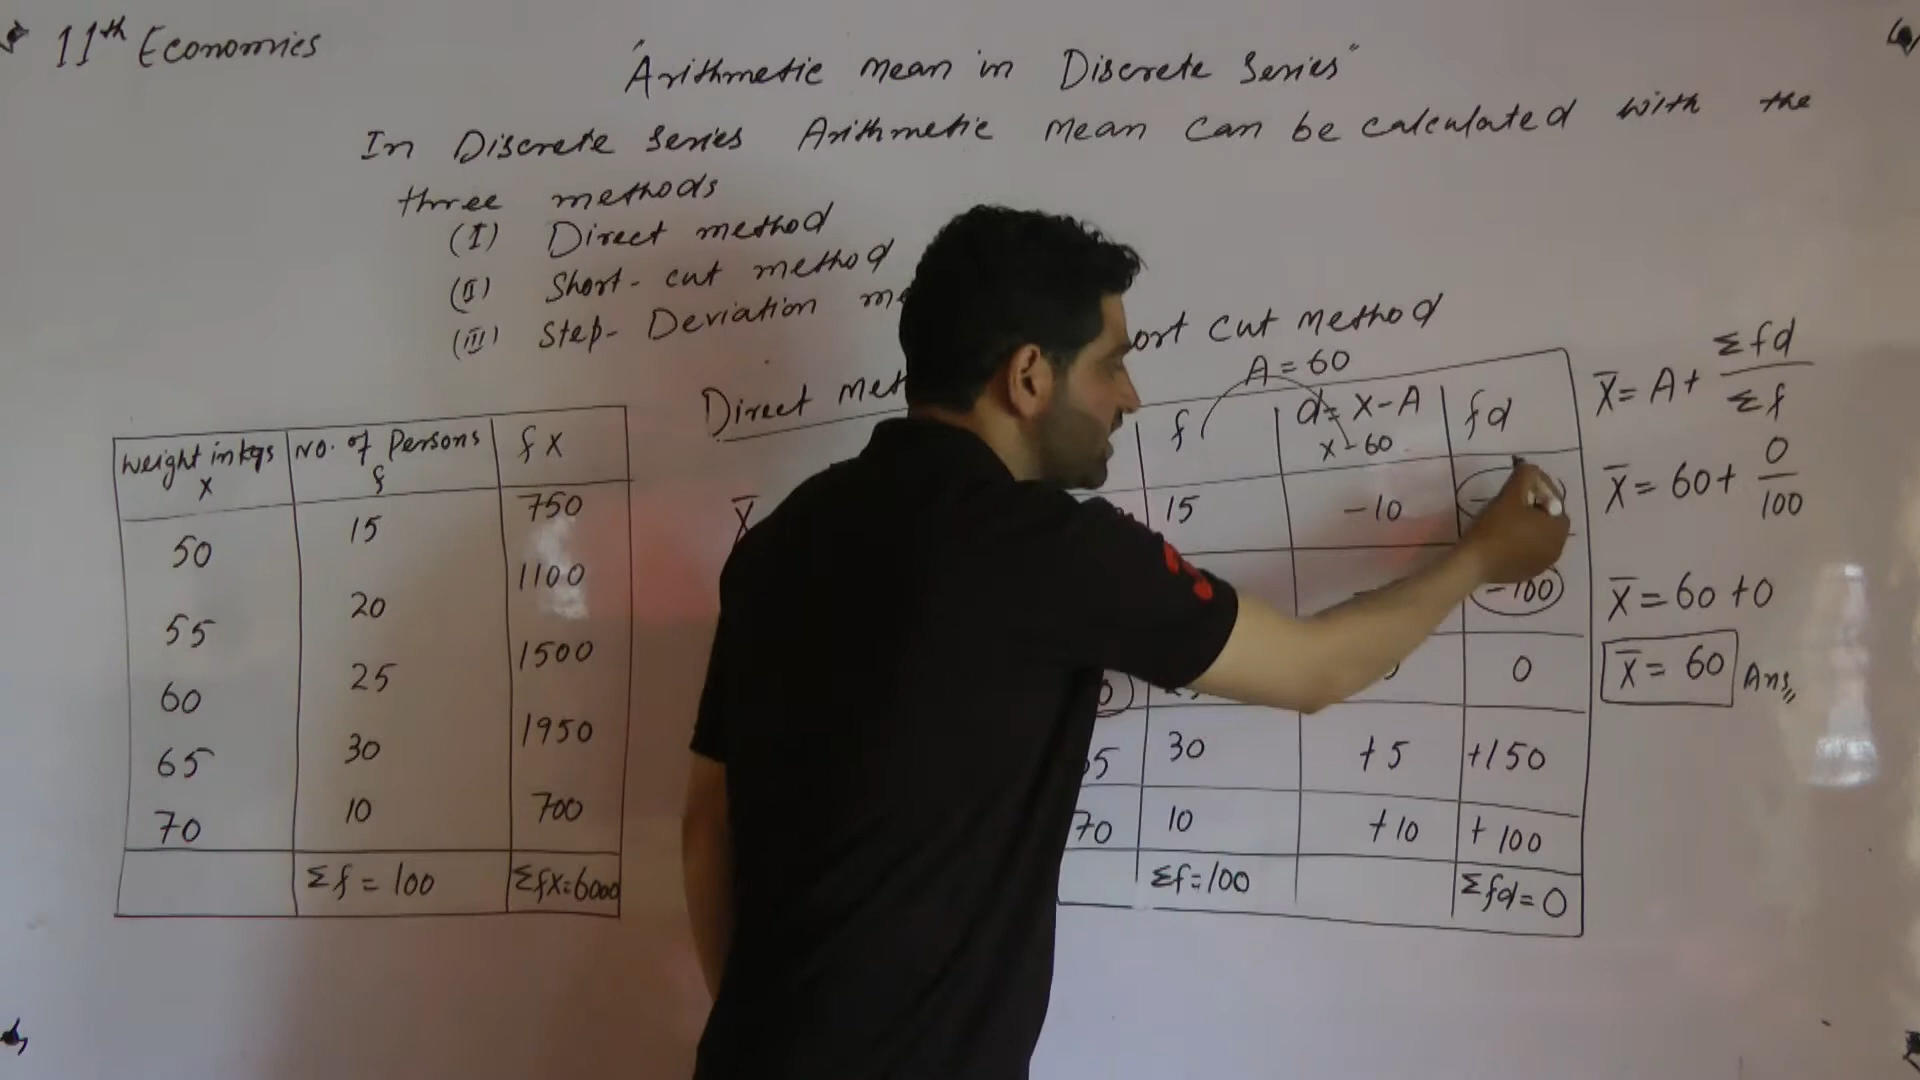 11th Economics
"Arithmetic mean in Discrete Series"
In Discrete Series Arithmetic Mean Can be calculated with the
three methods
(I) Direct method
(II) Short-cut method
(III) Step-Deviation
Direct
Cut Method
A = 60
Weight in kgs X No. of Persons f f X
50 15 750
55 20 1100
60 25 1500
65 30 1950
70 10 700
Σf = 100 ΣfX=6000
X̄
f d= X-A fd
X-60
15 -10
-100
0
30 +5 +150
70 10 +10 +100
Σf=100 Σfd=0
X̄= A+ Σfd / Σf
X̄= 60+ 0 / 100
X̄=60+0
X̄= 60 Ans,,